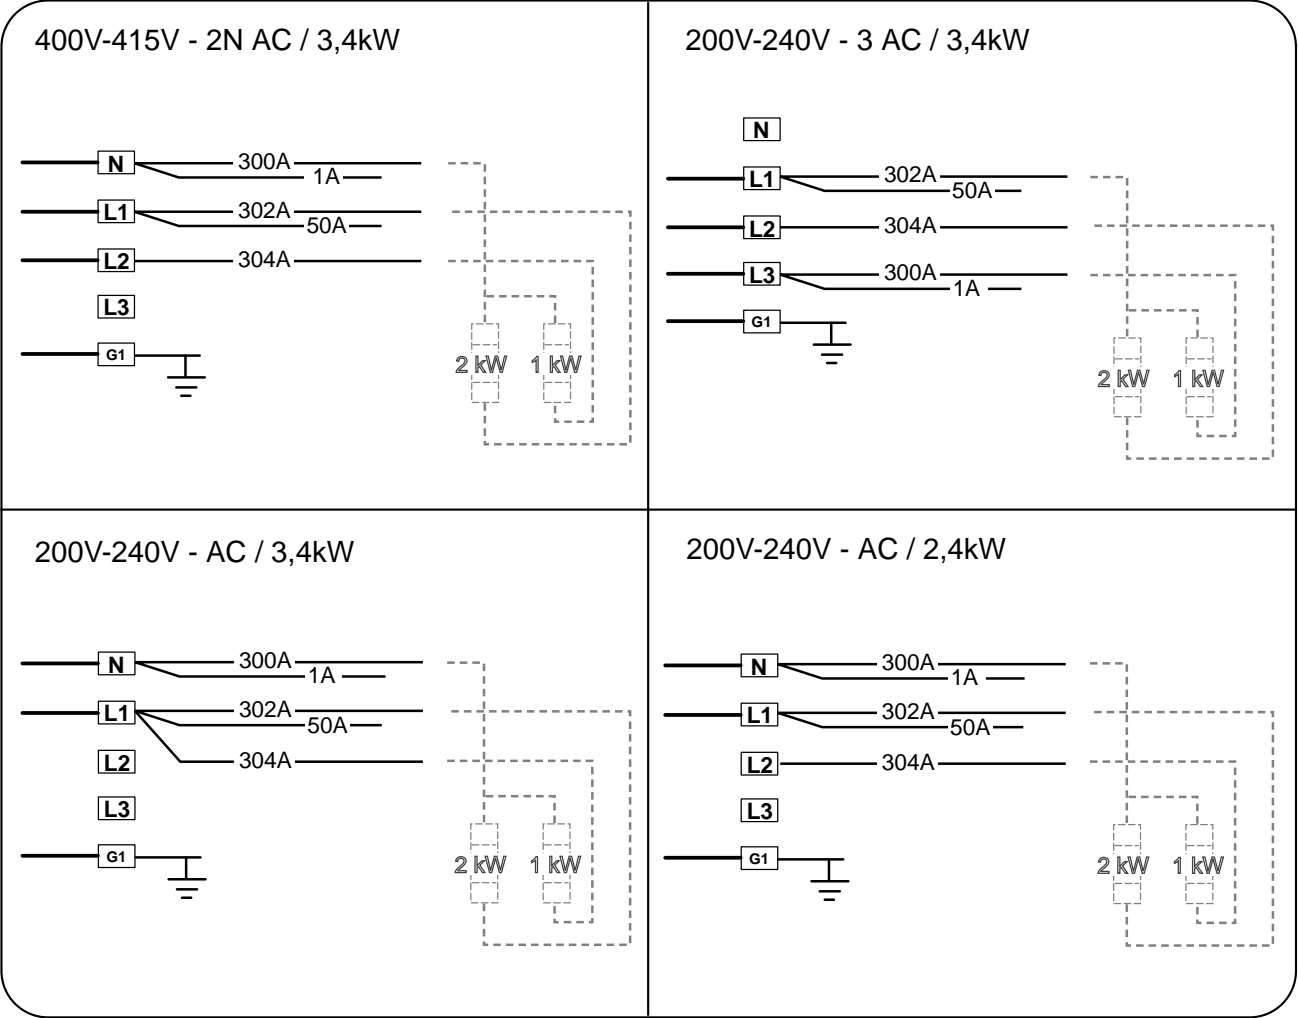 400V-415V - 2N AC / 3,4kW
N 300A
1A
L1 302A
50A
L2 304A
L3
G1
2 kW 1 kW
200V-240V - 3 AC / 3,4kW
N
L1 302A
50A
L2 304A
L3 300A
1A
G1
2 kW 1 kW
200V-240V - AC / 3,4kW
N 300A
1A
L1 302A
50A
L2 304A
L3
G1
2 kW 1 kW
200V-240V - AC / 2,4kW
N 300A
1A
L1 302A
50A
L2 304A
L3
G1
2 kW 1 kW